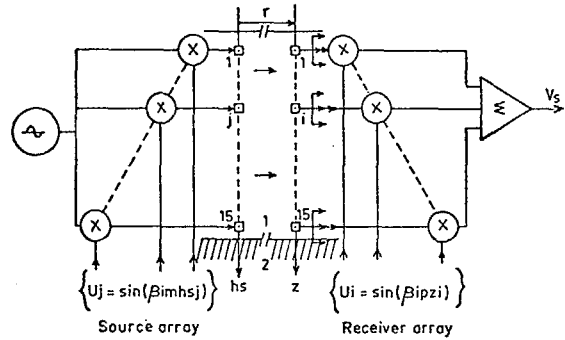 r
1
1
j
i
15
1
15
2
Σ
Vs
{Uj = sin(βimhsj)}
hs
z
{Ui = sin(βipzi)}
Source array
Receiver array
X
X
X
X
X
X